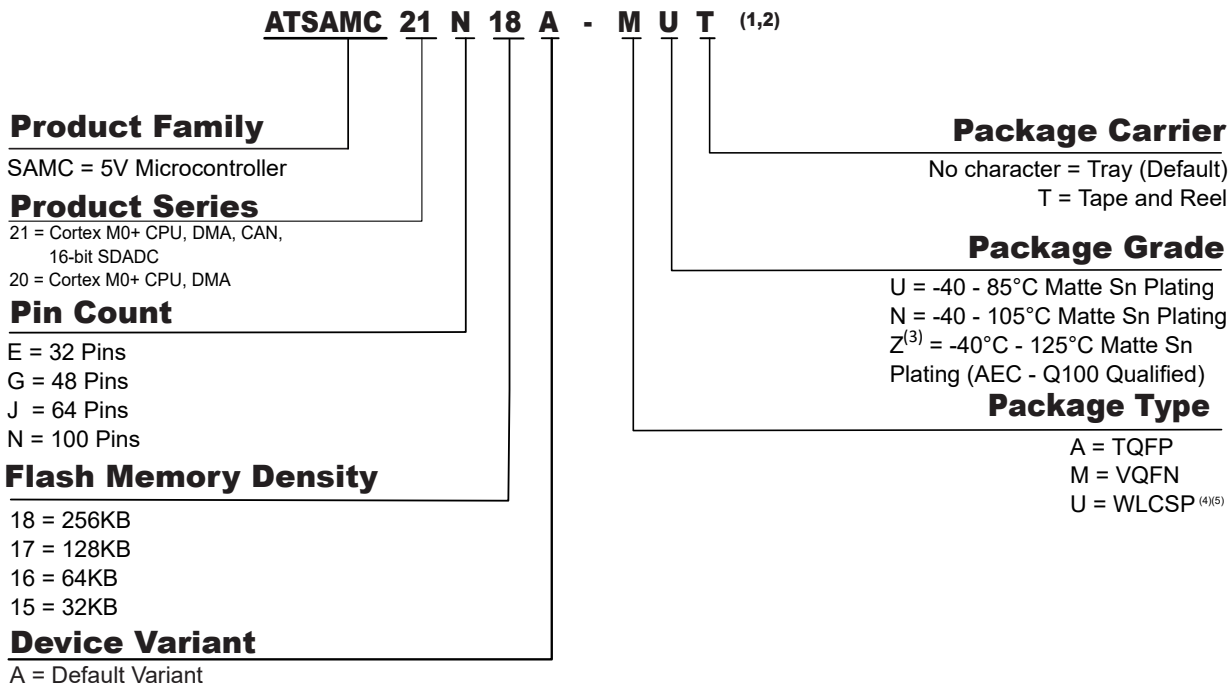 ATSAMC 21 N 18 A - M U T (1,2)
Product Family
SAMC = 5V Microcontroller
Product Series
21 = Cortex M0+ CPU, DMA, CAN,
16-bit SDADC
20 = Cortex M0+ CPU, DMA
Pin Count
E = 32 Pins
G = 48 Pins
J = 64 Pins
N = 100 Pins
Flash Memory Density
18 = 256KB
17 = 128KB
16 = 64KB
15 = 32KB
Device Variant
A = Default Variant
Package Carrier
No character = Tray (Default)
T = Tape and Reel
Package Grade
U = -40 - 85°C Matte Sn Plating
N = -40 - 105°C Matte Sn Plating
Z(3) = -40°C - 125°C Matte Sn
Plating (AEC - Q100 Qualified)
Package Type
A = TQFP
M = VQFN
U = WLCSP (4)(5)